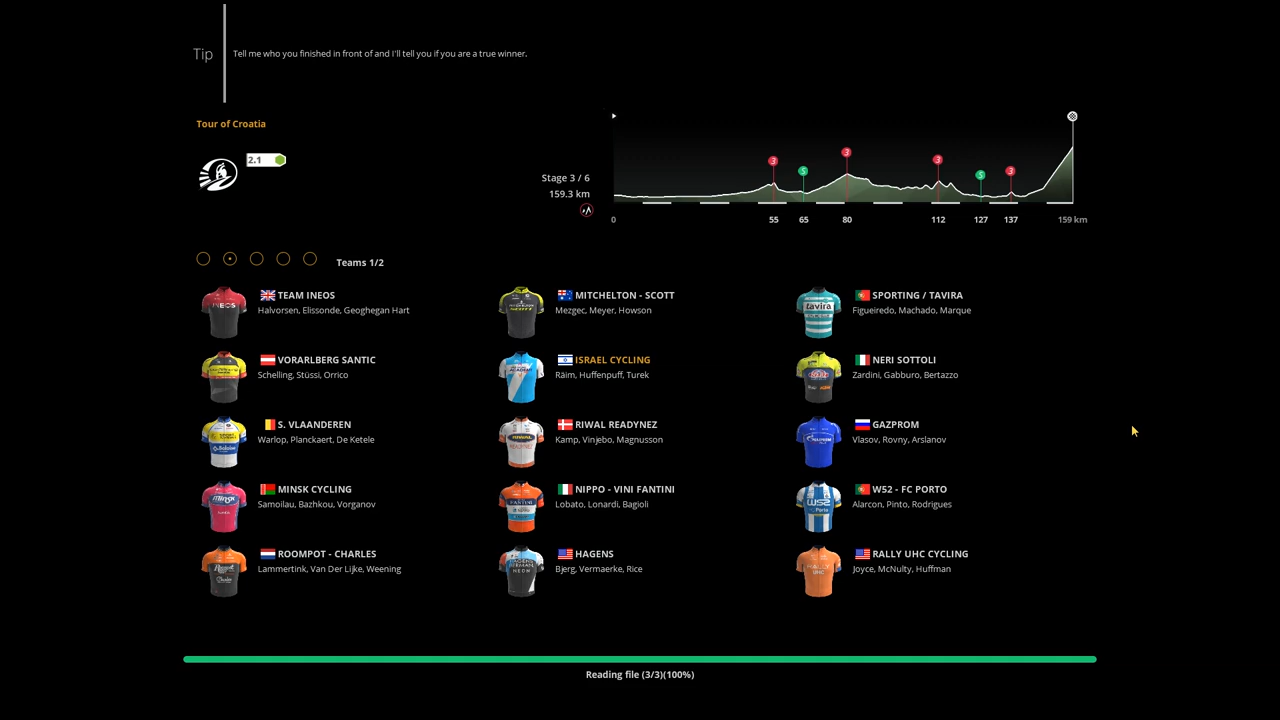 Tip
Tell me who you finished in front of and I'll tell you if you are a true winner.
Tour of Croatia
2.1
Stage 3 / 6
159.3 km
3
S
3
3
S
3
0
55
65
80
112
127
137
159 km
Teams 1/2
TEAM INEOS
Halvorsen, Elissonde, Geoghegan Hart
MITCHELTON - SCOTT
Mezgec, Meyer, Howson
SPORTING / TAVIRA
Figueiredo, Machado, Marque
VORARLBERG SANTIC
Schelling, Stüssi, Orrico
ISRAEL CYCLING
Räim, Huffenpuff, Turek
NERI SOTTOLI
Zardini, Gabburo, Bertazzo
S. VLAANDEREN
Warlop, Planckaert, De Ketele
RIWAL READYNEZ
Kamp, Vinjebo, Magnusson
GAZPROM
Vlasov, Rovny, Arslanov
MINSK CYCLING
Samoilau, Bazhkou, Vorganov
NIPPO - VINI FANTINI
Lobato, Lonardi, Bagioli
W52 - FC PORTO
Alarcon, Pinto, Rodrigues
ROOMPOT - CHARLES
Lammertink, Van Der Lijke, Weening
HAGENS
Bjerg, Vermaerke, Rice
RALLY UHC CYCLING
Joyce, McNulty, Huffman
Reading file (3/3)(100%)